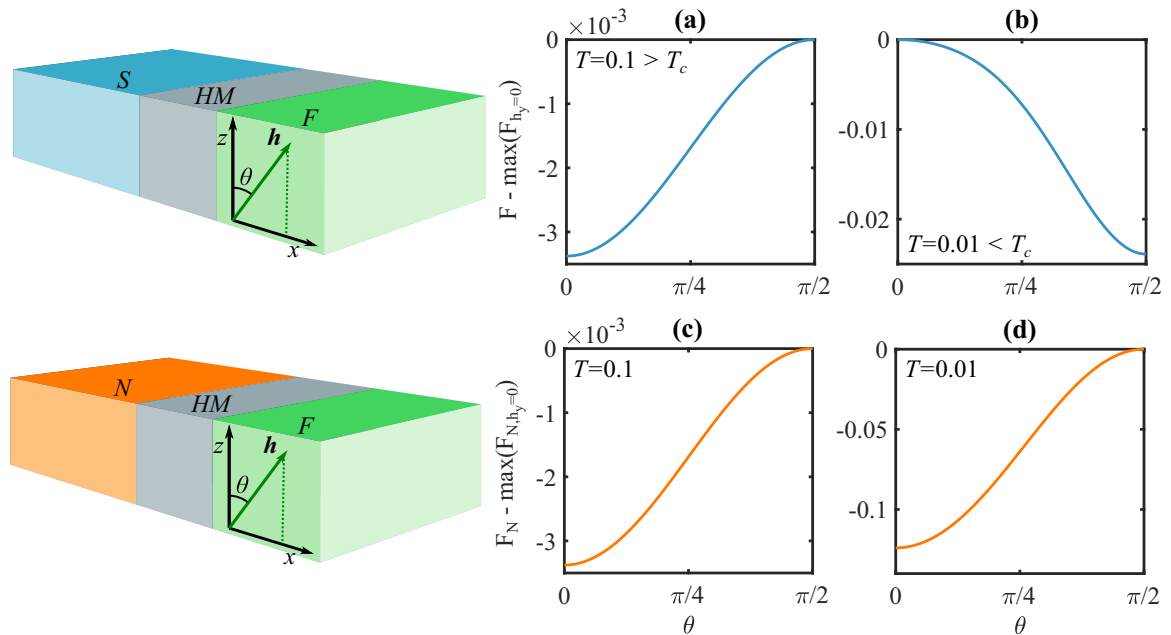 S
HM
F
z
h
θ
x
(a)
×10⁻³
T=0.1 > T_c
F - max(F_{h_y=0})
0
-1
-2
-3
0
π/4
π/2
(b)
T=0.01 < T_c
0
-0.01
-0.02
0
π/4
π/2
N
HM
F
z
h
θ
x
(c)
×10⁻³
T=0.1
F_N - max(F_{N,h_y=0})
0
-1
-2
-3
0
π/4
π/2
θ
(d)
T=0.01
0
-0.05
-0.1
0
π/4
π/2
θ